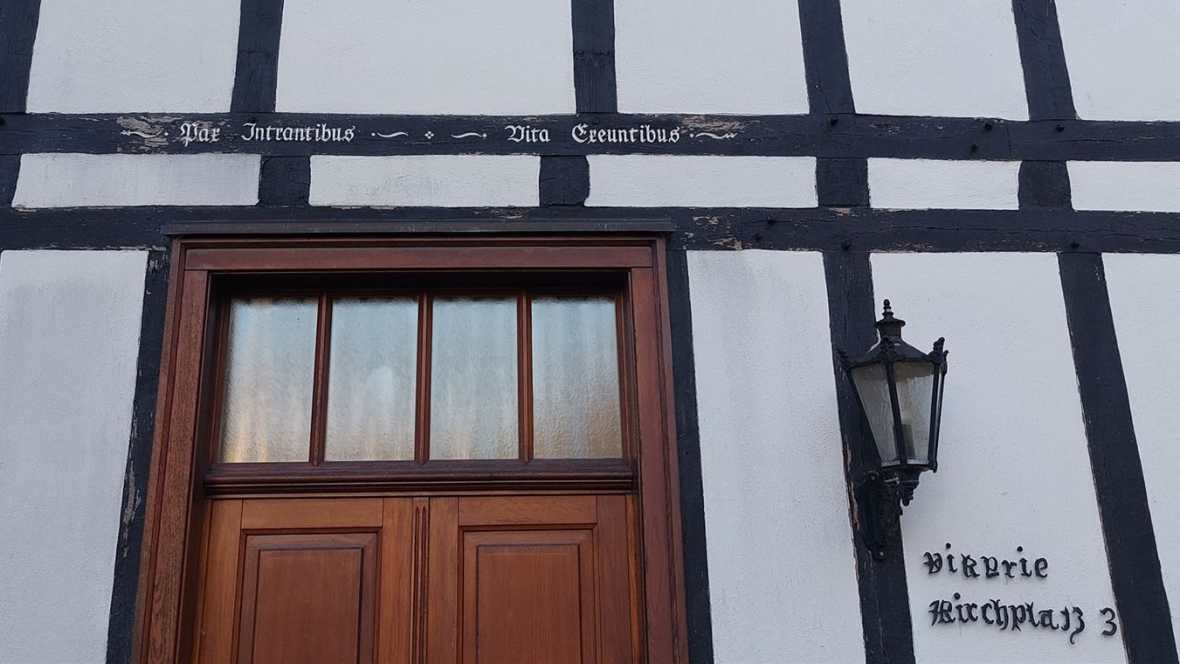 Pax Intrantibus Vita Exeuntibus
Vikarie
Kirchplatz 3